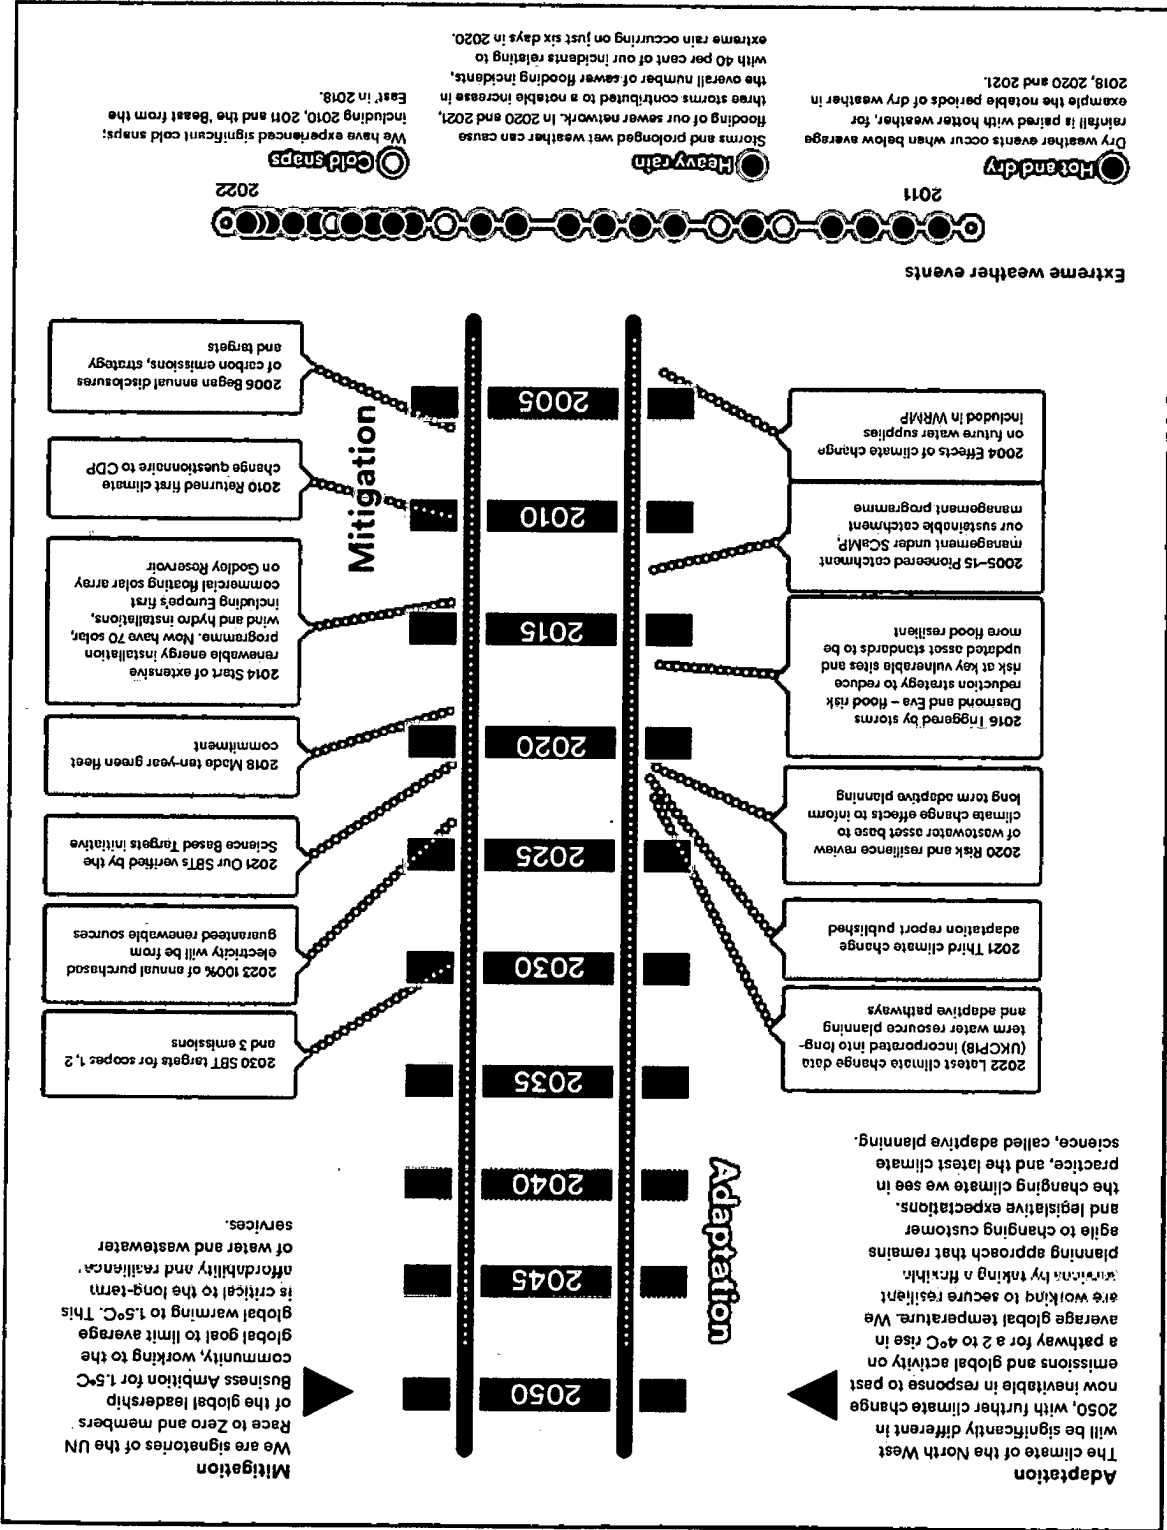 Adaptation
The climate of the North West
will be significantly different in
2050, with further climate change
now inevitable in response to past
emissions and global activity on
a pathway for a 2 to 4°C rise in
average global temperature. We
are working to secure resilient
services by taking a flexible
planning approach that remains
agile to changing customer
and legislative expectations.
the changing climate we see in
practice, and the latest climate
science, called adaptive planning.
Adaptation
2022 Latest climate change data
(UKCP18) incorporated into long-
term water resource planning
and adaptive pathways
2021 Third climate change
adaptation report published
2020 Risk and resilience review
of wastewater asset base to
climate change effects to inform
long term adaptive planning
2016 Triggered by storms
Desmond and Eva – flood risk
reduction strategy to reduce
risk at key vulnerable sites and
updated asset standards to be
more flood resilient
2005–15 Pioneered catchment
management under SCaMP,
our sustainable catchment
management programme
2004 Effects of climate change
on future water supplies
included in WRMP
2050
2045
2040
2035
2030
2025
2020
2015
2010
2005
Mitigation
We are signatories of the UN
Race to Zero and members
of the global leadership
Business Ambition for 1.5°C
community, working to the
global goal to limit average
global warming to 1.5°C. This
is critical to the long-term
affordability and resilience
of water and wastewater
services.
2030 SBT targets for scopes 1, 2
and 3 emissions
2023 100% of annual purchased
electricity will be from
guaranteed renewable sources
2021 Our SBTs verified by the
Science Based Targets initiative
2018 Made ten-year green fleet
commitment
2014 Start of extensive
renewable energy installation
programme. Now have 70 solar,
wind and hydro installations,
including Europe's first
commercial floating solar array
on Godley Reservoir
2010 Returned first climate
change questionnaire to CDP
2006 Began annual disclosures
of carbon emissions, strategy
and targets
Mitigation
Extreme weather events
2011
2022
Hot and dry
Dry weather events occur when below average
rainfall is paired with hotter weather, for
example the notable periods of dry weather in
2018, 2020 and 2021.
Heavy rain
Storms and prolonged wet weather can cause
flooding of our sewer network. In 2020 and 2021,
three storms contributed to a notable increase in
the overall number of sewer flooding incidents,
with 40 per cent of our incidents relating to
extreme rain occurring on just six days in 2020.
Cold snaps
We have experienced significant cold snaps;
including 2010, 2011 and the Beast from the
East' in 2018.